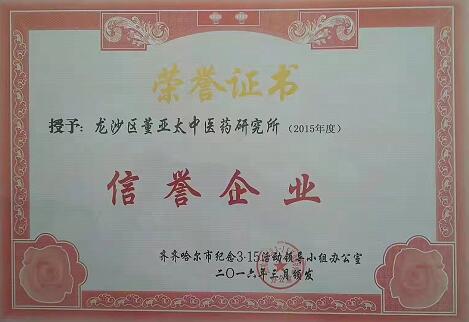 荣誉证书
授予：龙沙区董亚太中医药研究所（2015年度）
信誉企业
齐齐哈尔市纪念3·15活动领导小组办公室
二〇一六年三月颁发